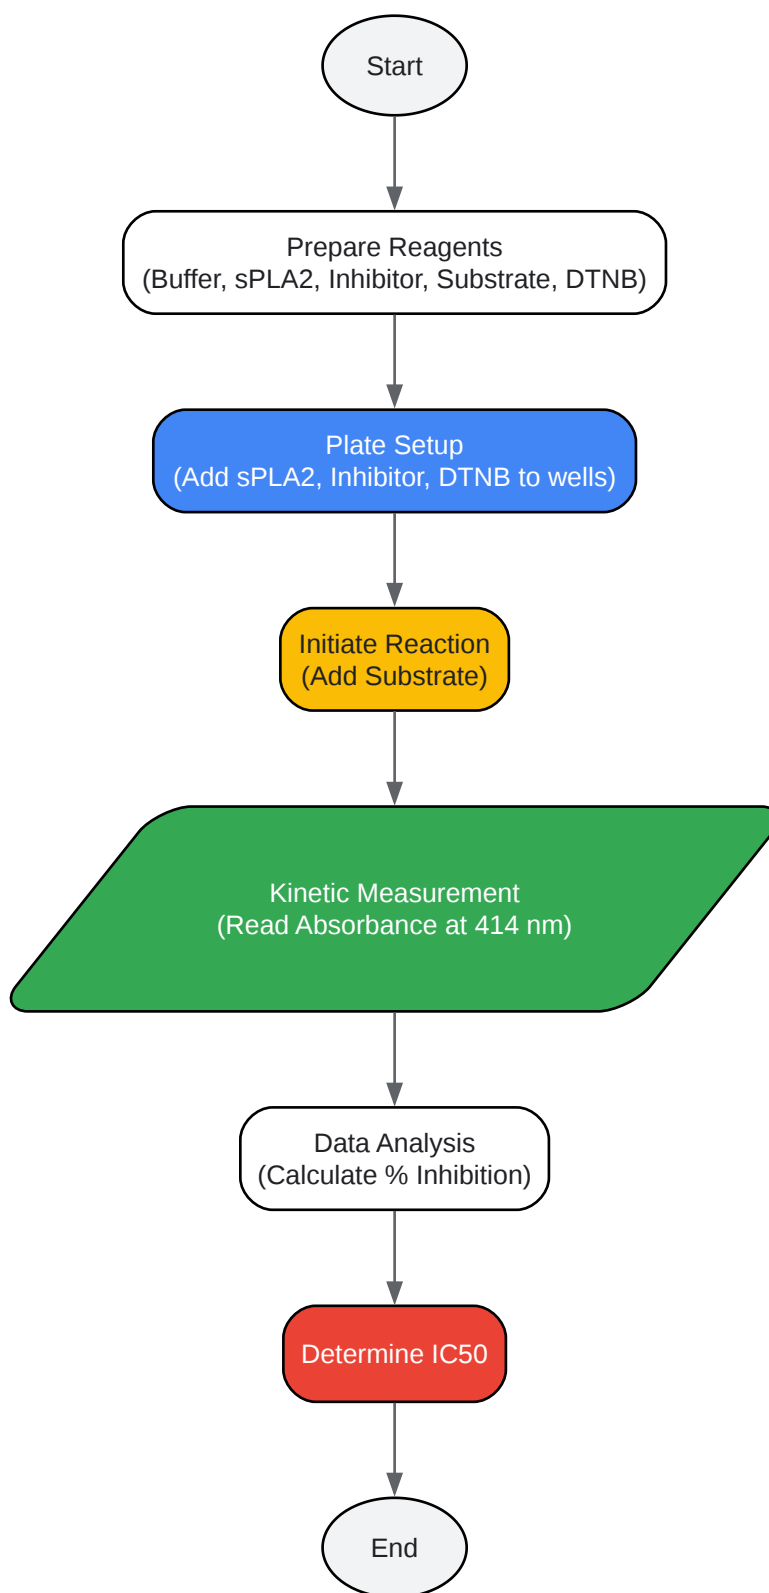 Start
Prepare Reagents
(Buffer, sPLA2, Inhibitor, Substrate, DTNB)
Plate Setup
(Add sPLA2, Inhibitor, DTNB to wells)
Initiate Reaction
(Add Substrate)
Kinetic Measurement
(Read Absorbance at 414 nm)
Data Analysis
(Calculate % Inhibition)
Determine IC50
End